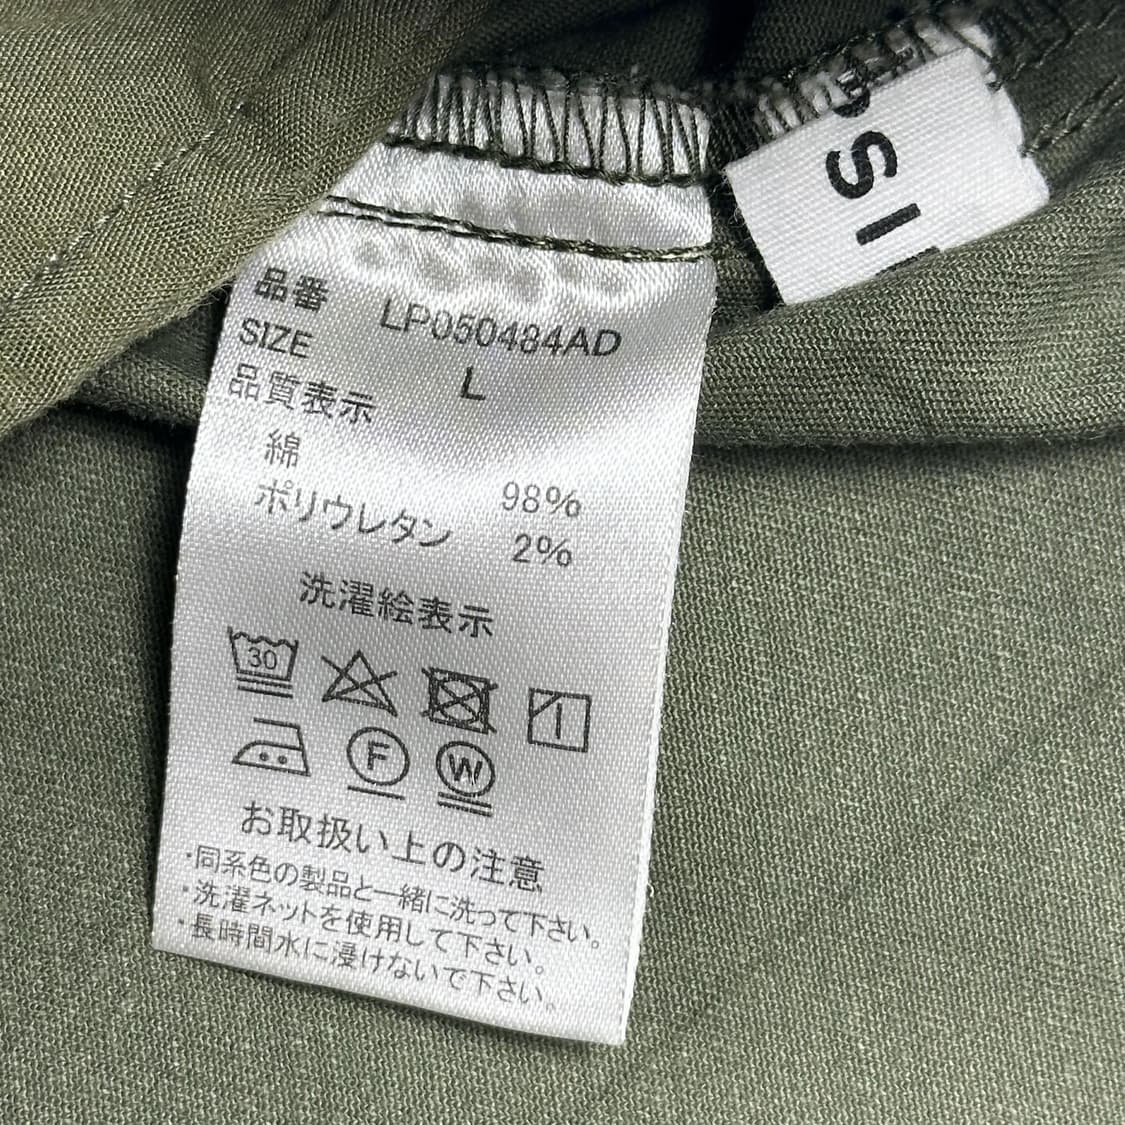 品番 LP050484AD
SIZE L
品質表示
綿 98%
ポリウレタン 2%
洗濯絵表示
30
F W
お取扱い上の注意
・同系色の製品と一緒に洗って下さい。
・洗濯ネットを使用して下さい。
・長時間水に浸けないで下さい。
SI